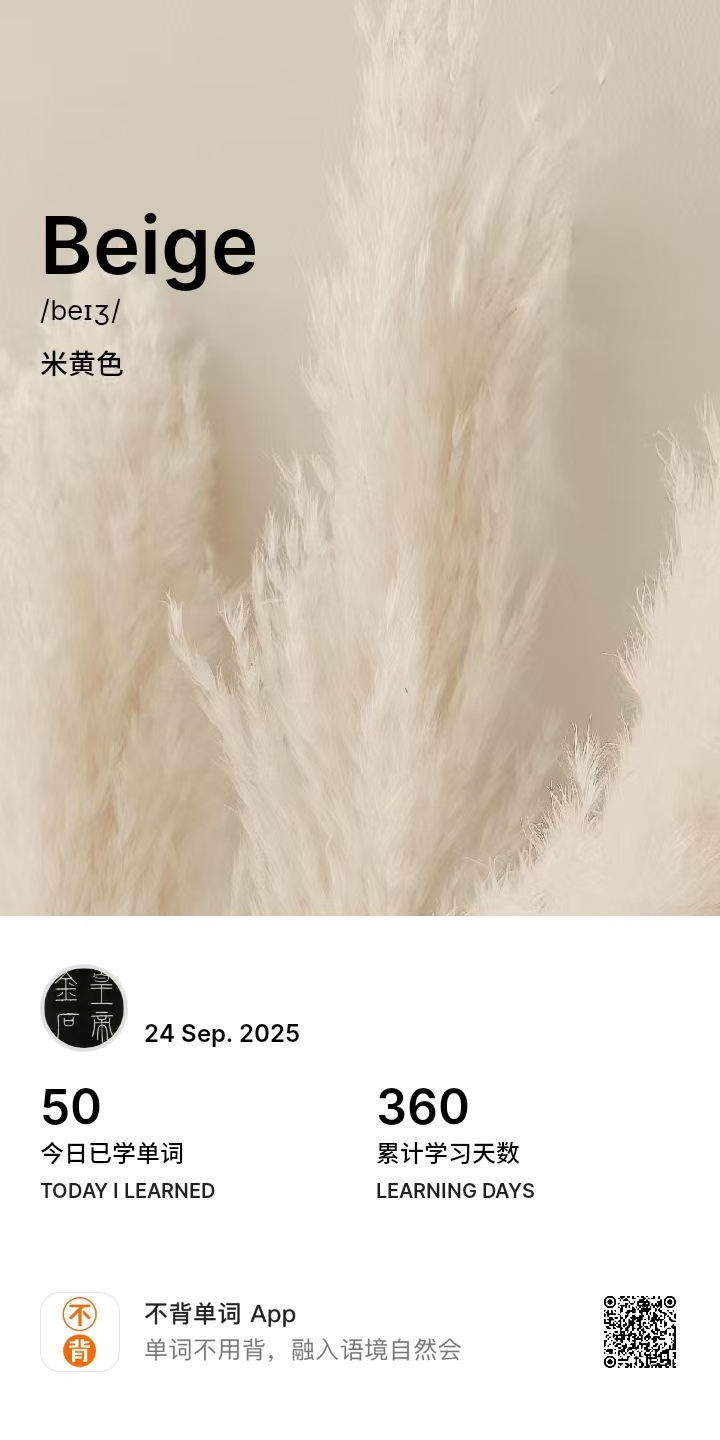 Beige
/beɪʒ/
米黄色
金 皇
石 帝
24 Sep. 2025
50
今日已学单词
TODAY I LEARNED
360
累计学习天数
LEARNING DAYS
不
背
不背单词 App
单词不用背，融入语境自然会